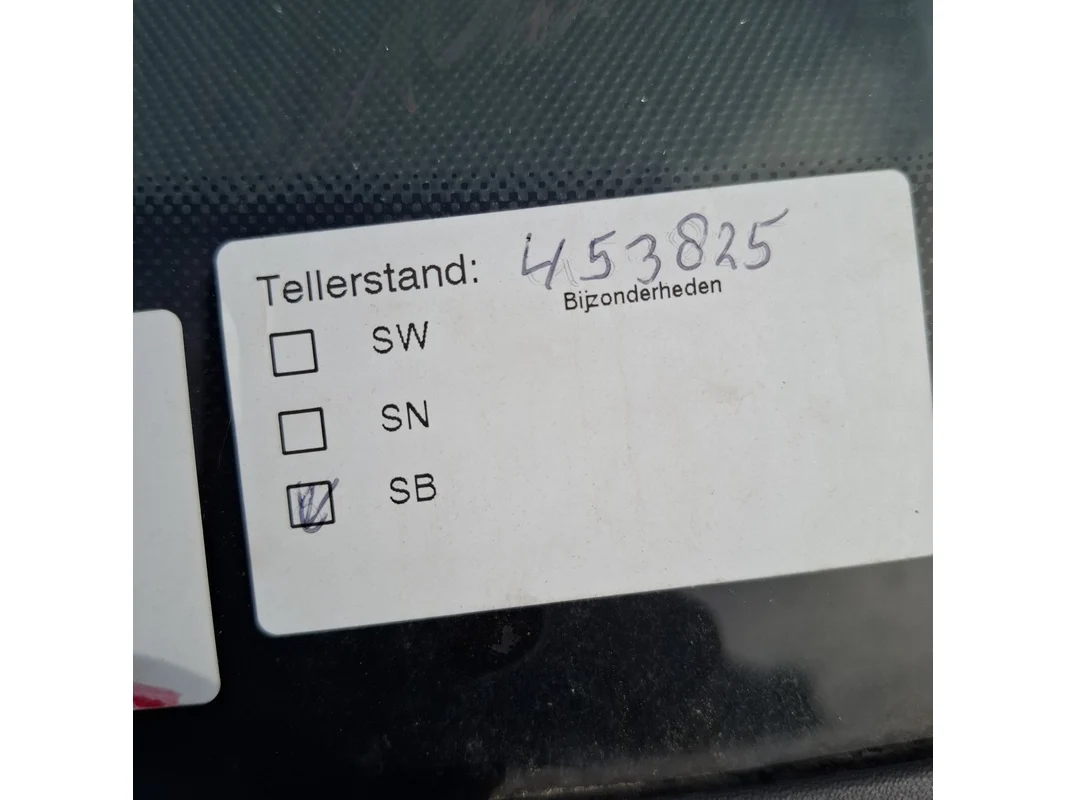 Tellerstand: 453825
Bijzonderheden
SW
SN
SB